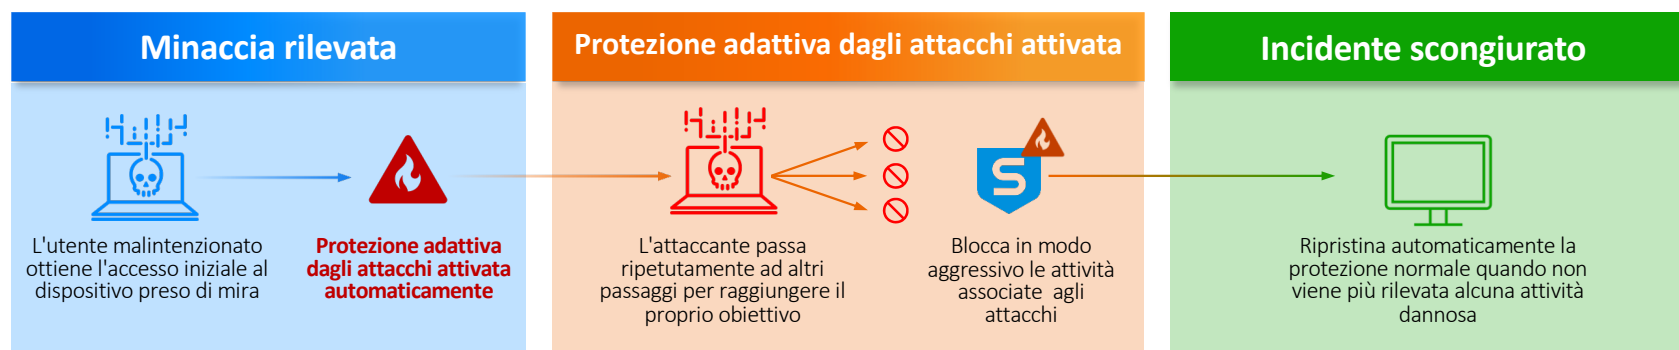 Minaccia rilevata
L'utente malintenzionato
ottiene l'accesso iniziale al
dispositivo preso di mira
Protezione adattiva
dagli attacchi attivata
automaticamente
Protezione adattiva dagli attacchi attivata
L'attaccante passa
ripetutamente ad altri
passaggi per raggiungere il
proprio obiettivo
S
Blocca in modo
aggressivo le attività
associate  agli
attacchi
Incidente scongiurato
Ripristina automaticamente la
protezione normale quando non
viene più rilevata alcuna attività
dannosa